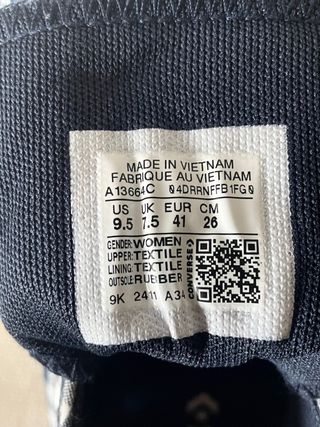 MADE IN VIETNAM
FABRIQUE AU VIETNAM
A13664C 04DRRNFFB1FG0
US UK EUR CM
9.5 7.5 41 26
GENDER: WOMEN
UPPER: TEXTILE
LINING: TEXTILE
OUTSOLE: RUBBER
CONVERSE
9K 2411 A34